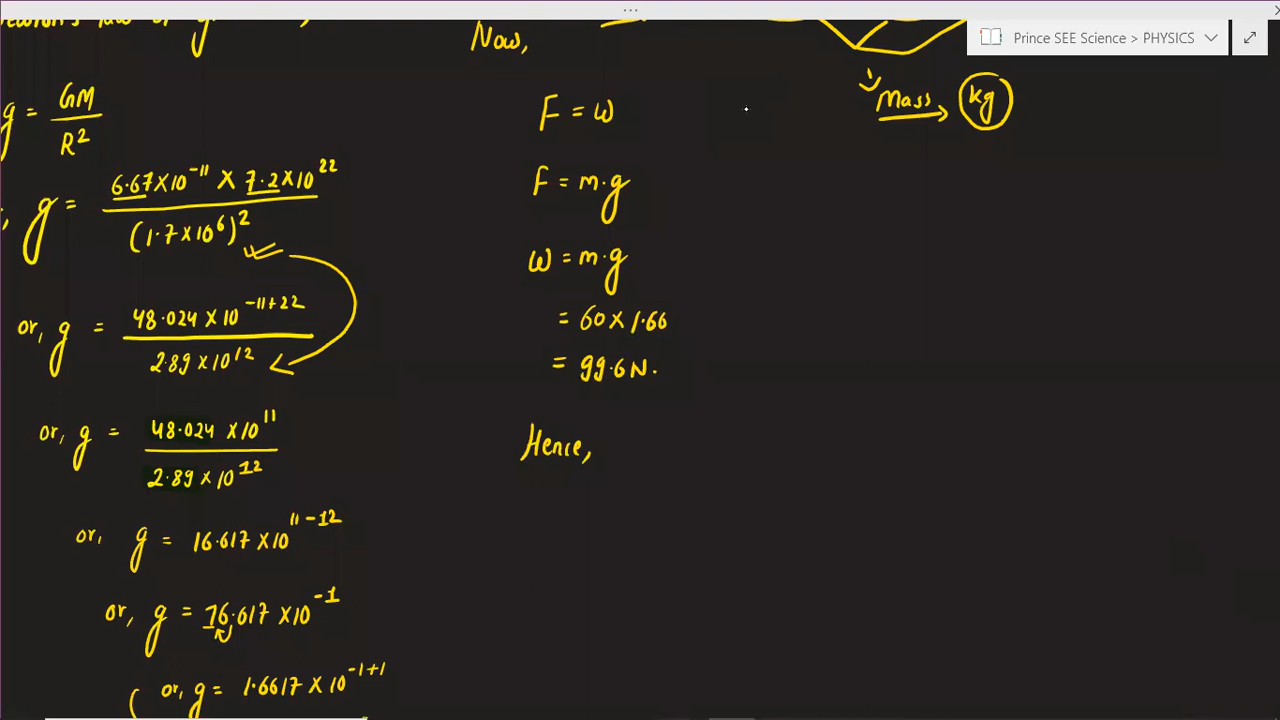 Now,
Prince SEE Science > PHYSICS
Mass
kg
g = GM / R²
g = 6.67×10⁻¹¹ × 7.2×10²² / (1.7×10⁶)²
or, g = 48.024×10⁻¹¹⁺²² / 2.89×10¹²
or, g = 48.024×10¹¹ / 2.89×10¹²
or, g = 16.617×10¹¹⁻¹²
or, g = 16.617×10⁻¹
or, g = 1.6617×10⁻¹⁺¹
F = w
F = m.g
w = m.g
= 60×1.66
= 99.6N.
Hence,